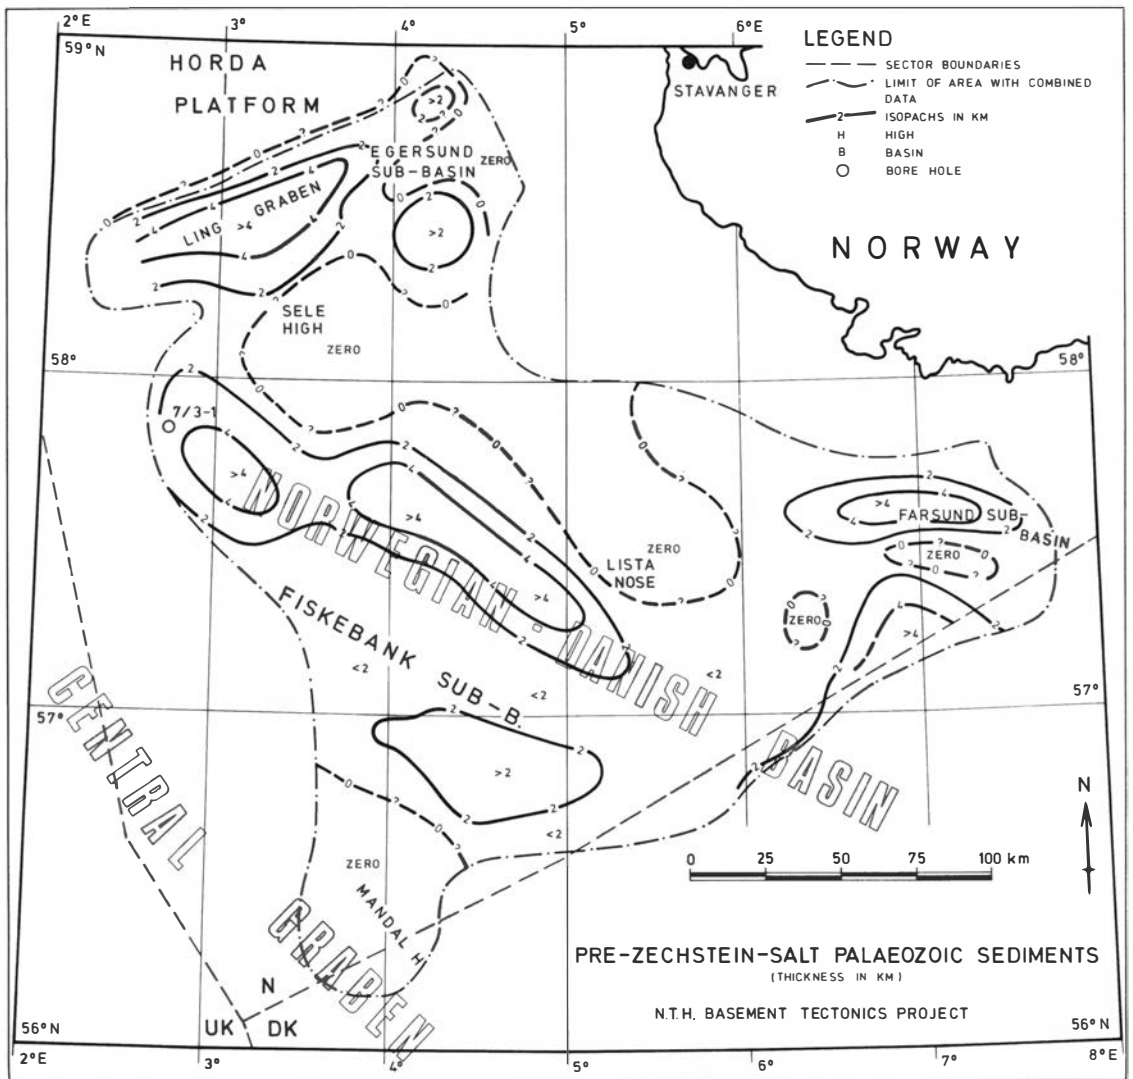 2°E
3°
4°
5°
6°E
59°N
HORDA
PLATFORM
LEGEND
SECTOR BOUNDARIES
LIMIT OF AREA WITH COMBINED
DATA
2 ISOPACHS IN KM
H HIGH
B BASIN
BORE HOLE
STAVANGER
NORWAY
EGERSUND
SUB-BASIN
ZERO
>2
LING GRABEN
>4
>2
SELE
HIGH
ZERO
58°
58°
7/3-1
>4
>4
>4
NORWEGIAN-DANISH
BASIN
ZERO
LISTA
NOSE
>4
FARSUND SUB-
BASIN
ZERO
ZERO
>4
FISKEBANK SUB-B.
<2
<2
<2
57°
57°
CENTRAL
GRABEN
>2
<2
ZERO
MANDAL H
N
0 25 50 75 100 km
PRE-ZECHSTEIN-SALT PALAEOZOIC SEDIMENTS
(THICKNESS IN KM)
N.T.H. BASEMENT TECTONICS PROJECT
N
UK DK
56°N
56°N
2°E
3°
4°
5°
6°
7°
8°E